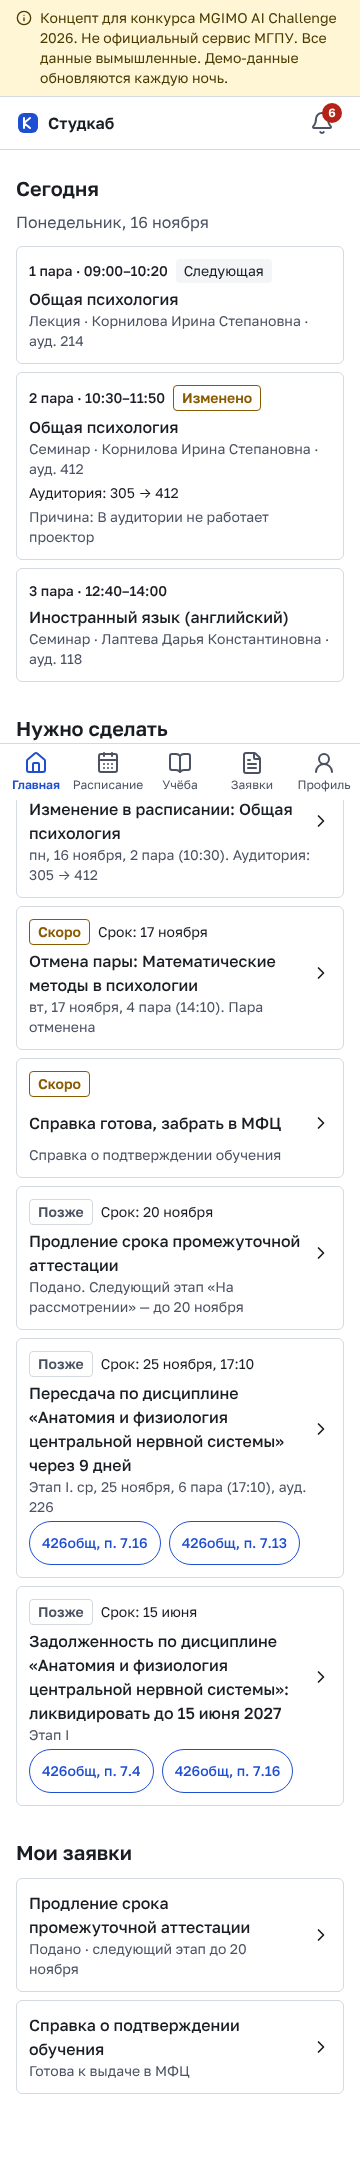 Концепт для конкурса MGIMO AI Challenge
2026. Не официальный сервис МГПУ. Все
данные вымышленные. Демо-данные
обновляются каждую ночь.
Студкаб
6
Сегодня
Понедельник, 16 ноября
1 пара · 09:00–10:20 Следующая
Общая психология
Лекция · Корнилова Ирина Степановна ·
ауд. 214
2 пара · 10:30–11:50 Изменено
Общая психология
Семинар · Корнилова Ирина Степановна ·
ауд. 412
Аудитория: 305 → 412
Причина: В аудитории не работает
проектор
3 пара · 12:40–14:00
Иностранный язык (английский)
Семинар · Лаптева Дарья Константиновна ·
ауд. 118
Нужно сделать
Главная Расписание Учёба Заявки Профиль
Изменение в расписании: Общая
психология
пн, 16 ноября, 2 пара (10:30). Аудитория:
305 → 412
Скоро Срок: 17 ноября
Отмена пары: Математические
методы в психологии
вт, 17 ноября, 4 пара (14:10). Пара
отменена
Скоро
Справка готова, забрать в МФЦ
Справка о подтверждении обучения
Позже Срок: 20 ноября
Продление срока промежуточной
аттестации
Подано. Следующий этап «На
рассмотрении» — до 20 ноября
Позже Срок: 25 ноября, 17:10
Пересдача по дисциплине
«Анатомия и физиология
центральной нервной системы»
через 9 дней
Этап I. ср, 25 ноября, 6 пара (17:10), ауд.
226
426общ, п. 7.16 426общ, п. 7.13
Позже Срок: 15 июня
Задолженность по дисциплине
«Анатомия и физиология
центральной нервной системы»:
ликвидировать до 15 июня 2027
Этап I
426общ, п. 7.4 426общ, п. 7.16
Мои заявки
Продление срока
промежуточной аттестации
Подано · следующий этап до 20
ноября
Справка о подтверждении
обучения
Готова к выдаче в МФЦ